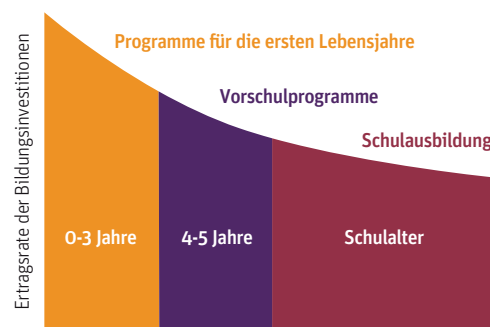 Programme für die ersten Lebensjahre
Vorschulprogramme
Schulausbildung
Ertragsrate der Bildungsinvestitionen
0-3 Jahre
4-5 Jahre
Schulalter